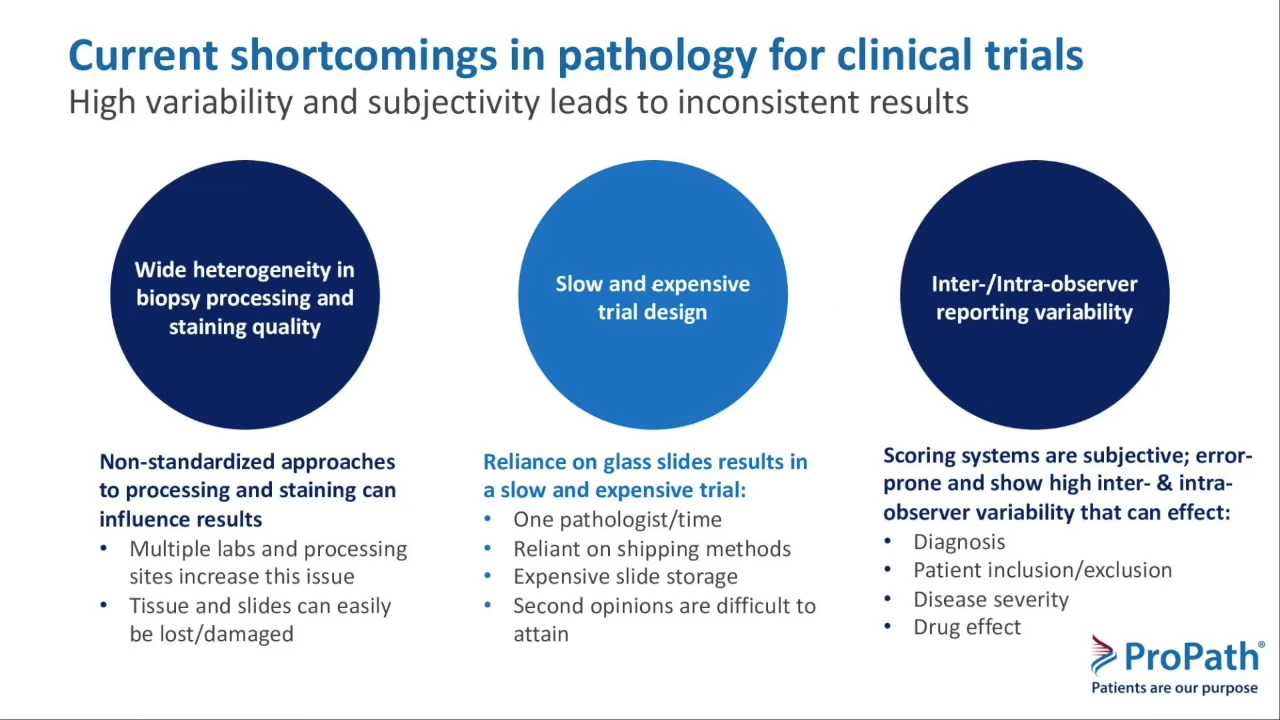 Current shortcomings in pathology for clinical trials
High variability and subjectivity leads to inconsistent results
Wide heterogeneity in
biopsy processing and
staining quality
Slow and expensive
trial design
Inter-/Intra-observer
reporting variability
Non-standardized approaches
to processing and staining can
influence results
• Multiple labs and processing
sites increase this issue
• Tissue and slides can easily
be lost/damaged
Reliance on glass slides results in
a slow and expensive trial:
• One pathologist/time
• Reliant on shipping methods
• Expensive slide storage
• Second opinions are difficult to
attain
Scoring systems are subjective; error-
prone and show high inter- & intra-
observer variability that can effect:
• Diagnosis
• Patient inclusion/exclusion
• Disease severity
• Drug effect
ProPath®
Patients are our purpose